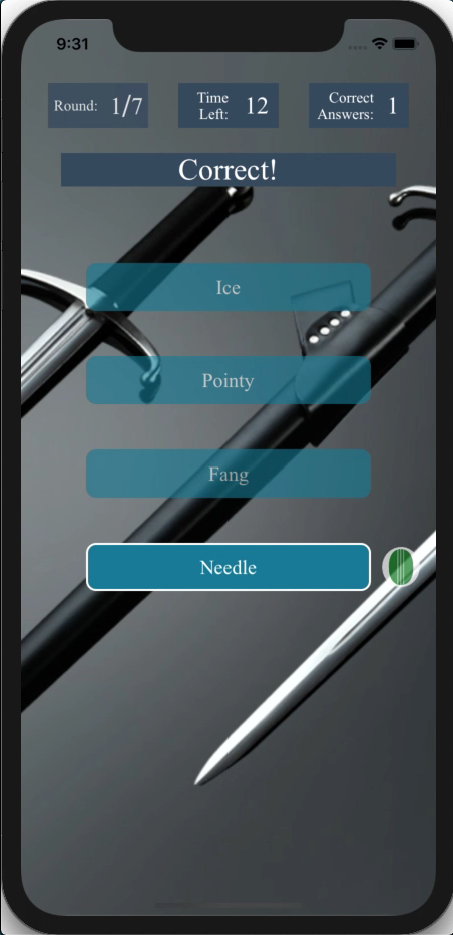 9:31
Round: 1/7
Time Left: 12
Correct Answers: 1
Correct!
Ice
Pointy
Fang
Needle